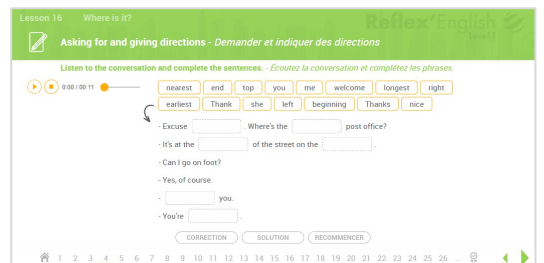 Lesson 16 Where is it?
Reflex'English
level1
Asking for and giving directions - Demander et indiquer des directions
Listen to the conversation and complete the sentences. - Écoutez la conversation et complétez les phrases.
0:00 / 00:11
nearest end top you me welcome longest right
earliest Thank she left beginning Thanks nice
- Excuse . Where's the post office?
- It's at the of the street on the .
- Can I go on foot?
- Yes, of course.
- you.
- You're .
CORRECTION SOLUTION RECOMMENCER
1 2 3 4 5 6 7 8 9 10 11 12 13 14 15 16 17 18 19 20 21 22 23 24 25 26 ...